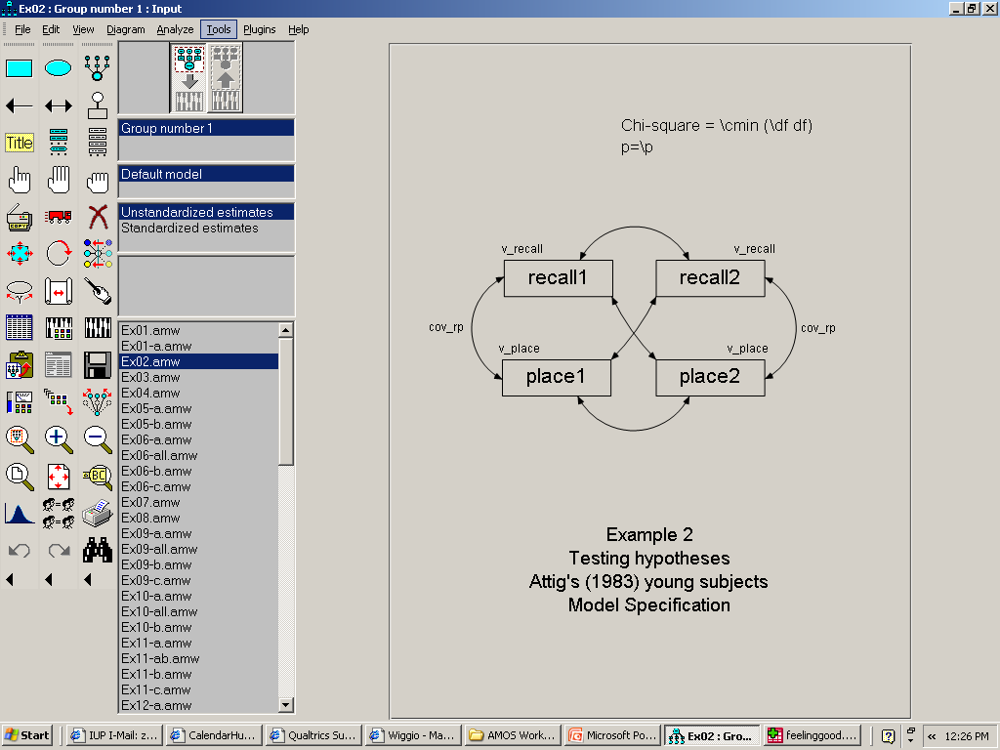 Ex02 : Group number 1 : Input
File Edit View Diagram Analyze Tools Plugins Help
Title
COPY
BC
Group number 1
Default model
Unstandardized estimates
Standardized estimates
Ex01.amw
Ex01-a.amw
Ex02.amw
Ex03.amw
Ex04.amw
Ex05-a.amw
Ex05-b.amw
Ex06-a.amw
Ex06-all.amw
Ex06-b.amw
Ex06-c.amw
Ex07.amw
Ex08.amw
Ex09-a.amw
Ex09-all.amw
Ex09-b.amw
Ex09-c.amw
Ex10-a.amw
Ex10-all.amw
Ex10-b.amw
Ex11-a.amw
Ex11-ab.amw
Ex11-b.amw
Ex11-c.amw
Ex12-a.amw
Chi-square = \cmin (\df df)
p=\p
v_recall v_recall
recall1 recall2
cov_rp cov_rp
v_place v_place
place1 place2
Example 2
Testing hypotheses
Attig's (1983) young subjects
Model Specification
Start IUP I-Mail: z... CalendarHu... Qualtrics Su... Wiggio - Ma... AMOS Work... Microsoft Po... Ex02 : Gro... feelinggood.... « 12:26 PM